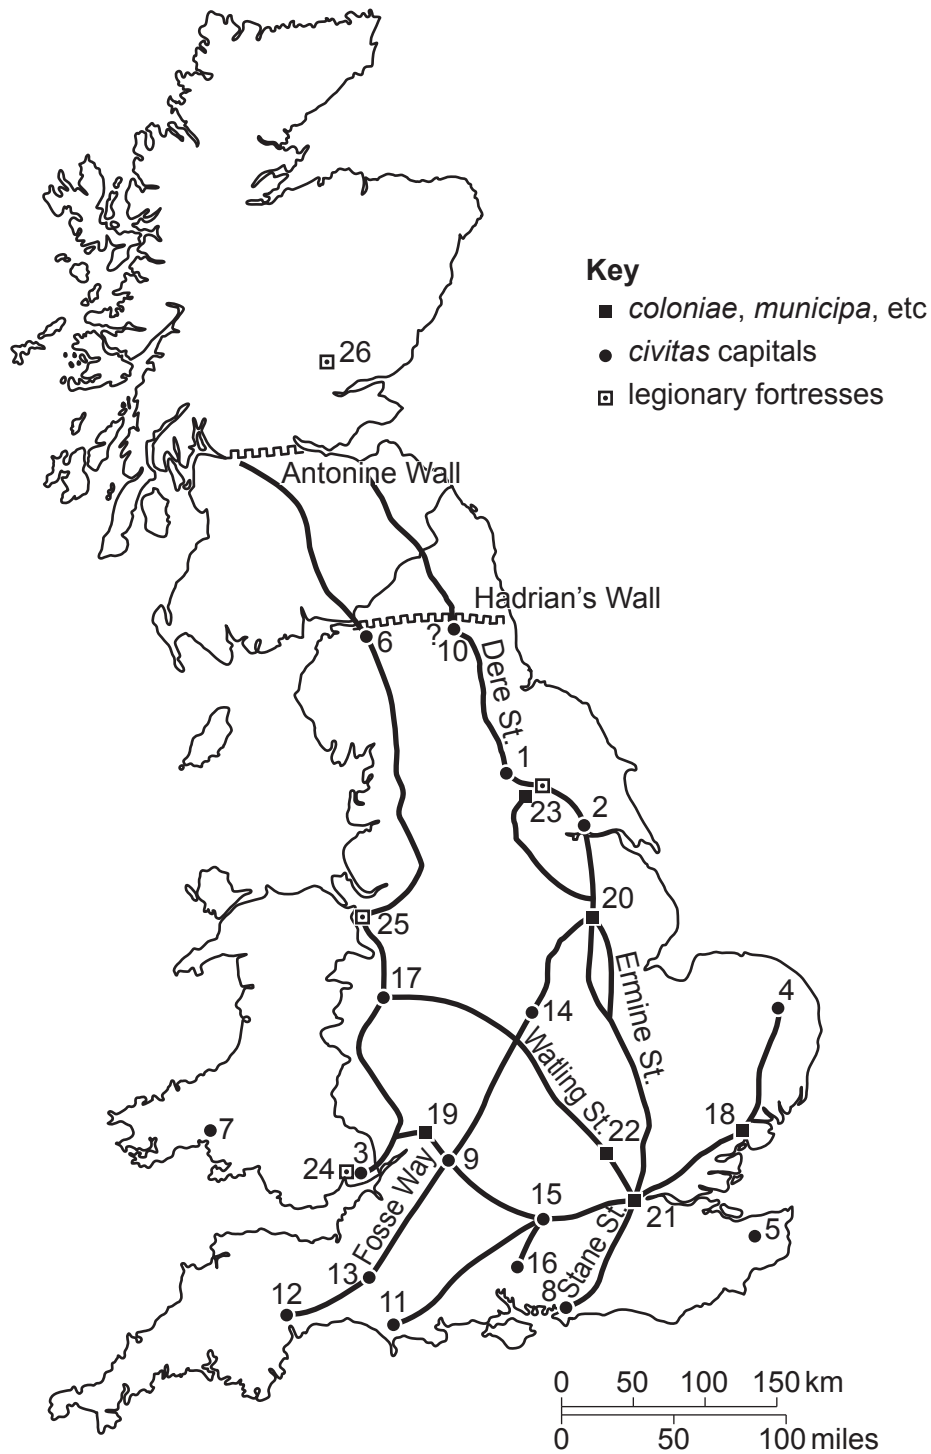 Key
coloniae, municipa, etc
civitas capitals
legionary fortresses
26
Antonine Wall
Hadrian's Wall
6
?
10
Dere St.
1
23
2
20
25
17
14
Ermine St.
4
Watling St.
7
19
18
22
24
3
9
Fosse Way
15
21
5
16
Stane St.
13
8
12
11
0 50 100 150 km
0 50 100 miles